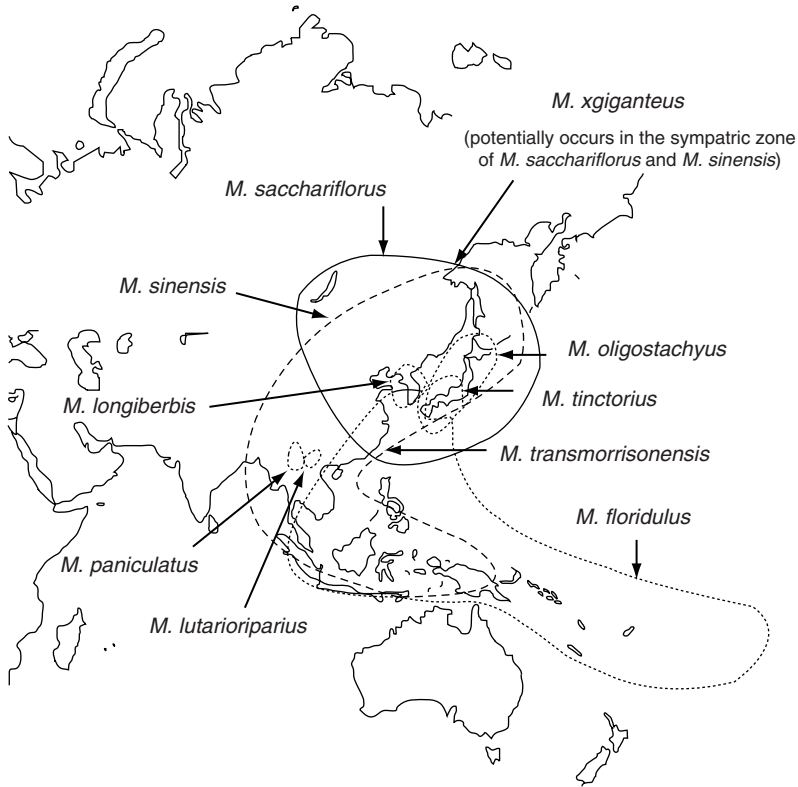 M. xgiganteus
(potentially occurs in the sympatric zone
of M. sacchariflorus and M. sinensis)
M. sacchariflorus
M. sinensis
M. oligostachyus
M. longiberbis
M. tinctorius
M. transmorrisonensis
M. floridulus
M. paniculatus
M. lutarioriparius